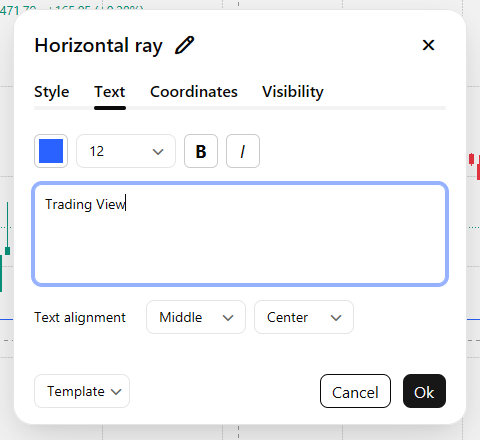 Horizontal ray
Style Text Coordinates Visibility
12 B I
Trading View
Text alignment Middle Center
Template Cancel Ok